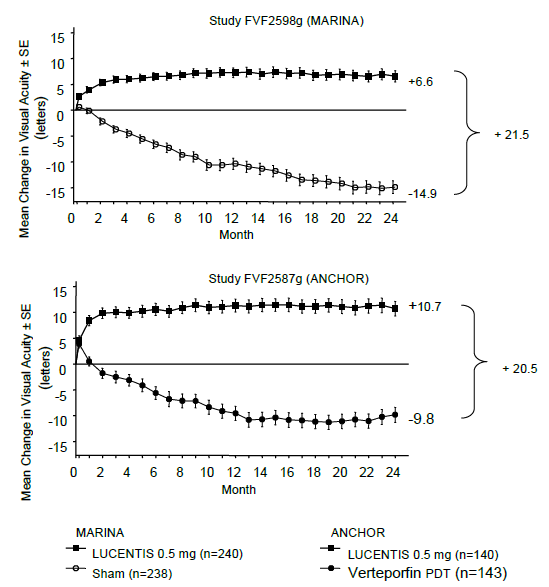 Study FVF2598g (MARINA)
Mean Change in Visual Acuity ± SE
(letters)
15
10
5
0
-5
-10
-15
+6.6
+ 21.5
-14.9
0 2 4 6 8 10 12 14 16 18 20 22 24
Month
Study FVF2587g (ANCHOR)
Mean Change in Visual Acuity ± SE
(letters)
15
10
5
0
-5
-10
-15
+10.7
+ 20.5
-9.8
0 2 4 6 8 10 12 14 16 18 20 22 24
Month
MARINA
LUCENTIS 0.5 mg (n=240)
Sham (n=238)
ANCHOR
LUCENTIS 0.5 mg (n=140)
Verteporfin PDT (n=143)